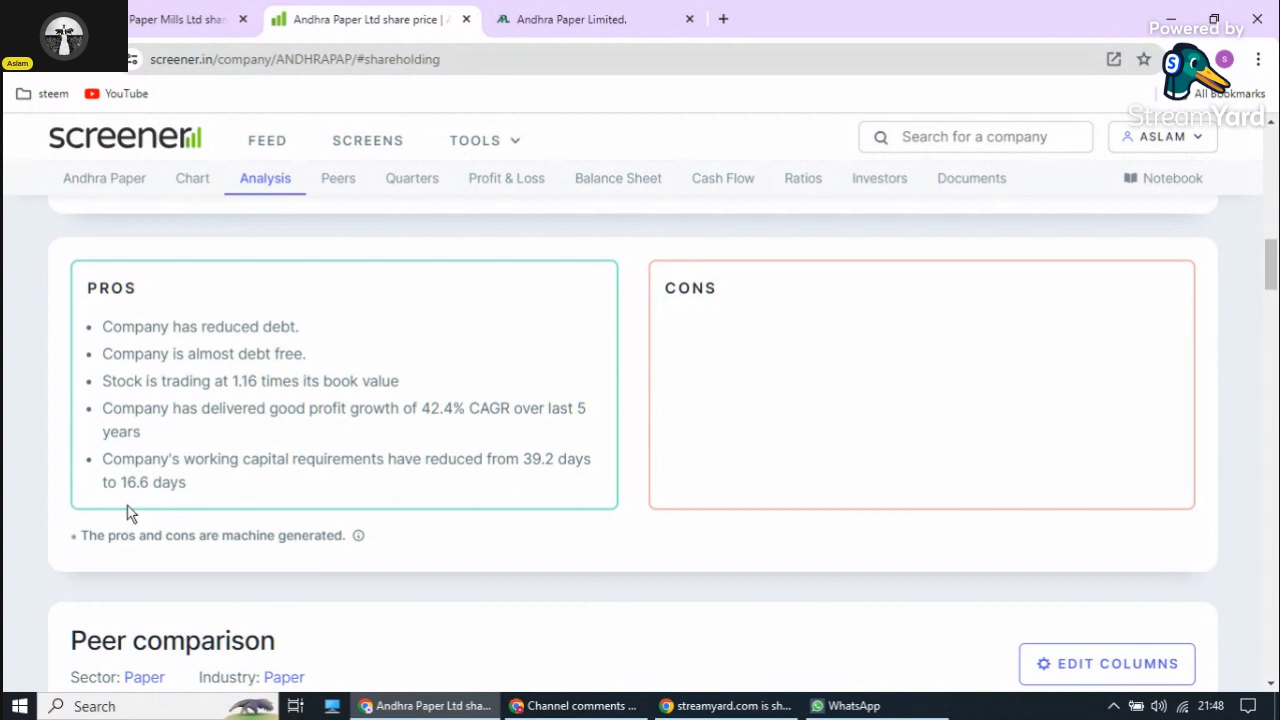 Paper Mills Ltd shar
Andhra Paper Ltd share price |
Andhra Paper Limited.
Powered by
StreamYard
Aslam
screener.in/company/ANDHRAPAP/#shareholding
S
steem
YouTube
All Bookmarks
screener
FEED
SCREENS
TOOLS
Search for a company
ASLAM
Andhra Paper
Chart
Analysis
Peers
Quarters
Profit & Loss
Balance Sheet
Cash Flow
Ratios
Investors
Documents
Notebook
PROS
• Company has reduced debt.
• Company is almost debt free.
• Stock is trading at 1.16 times its book value
• Company has delivered good profit growth of 42.4% CAGR over last 5
years
• Company's working capital requirements have reduced from 39.2 days
to 16.6 days
CONS
* The pros and cons are machine generated.
Peer comparison
Sector: Paper
Industry: Paper
EDIT COLUMNS
Search
Andhra Paper Ltd sha...
Channel comments ...
streamyard.com is sh...
WhatsApp
21:48